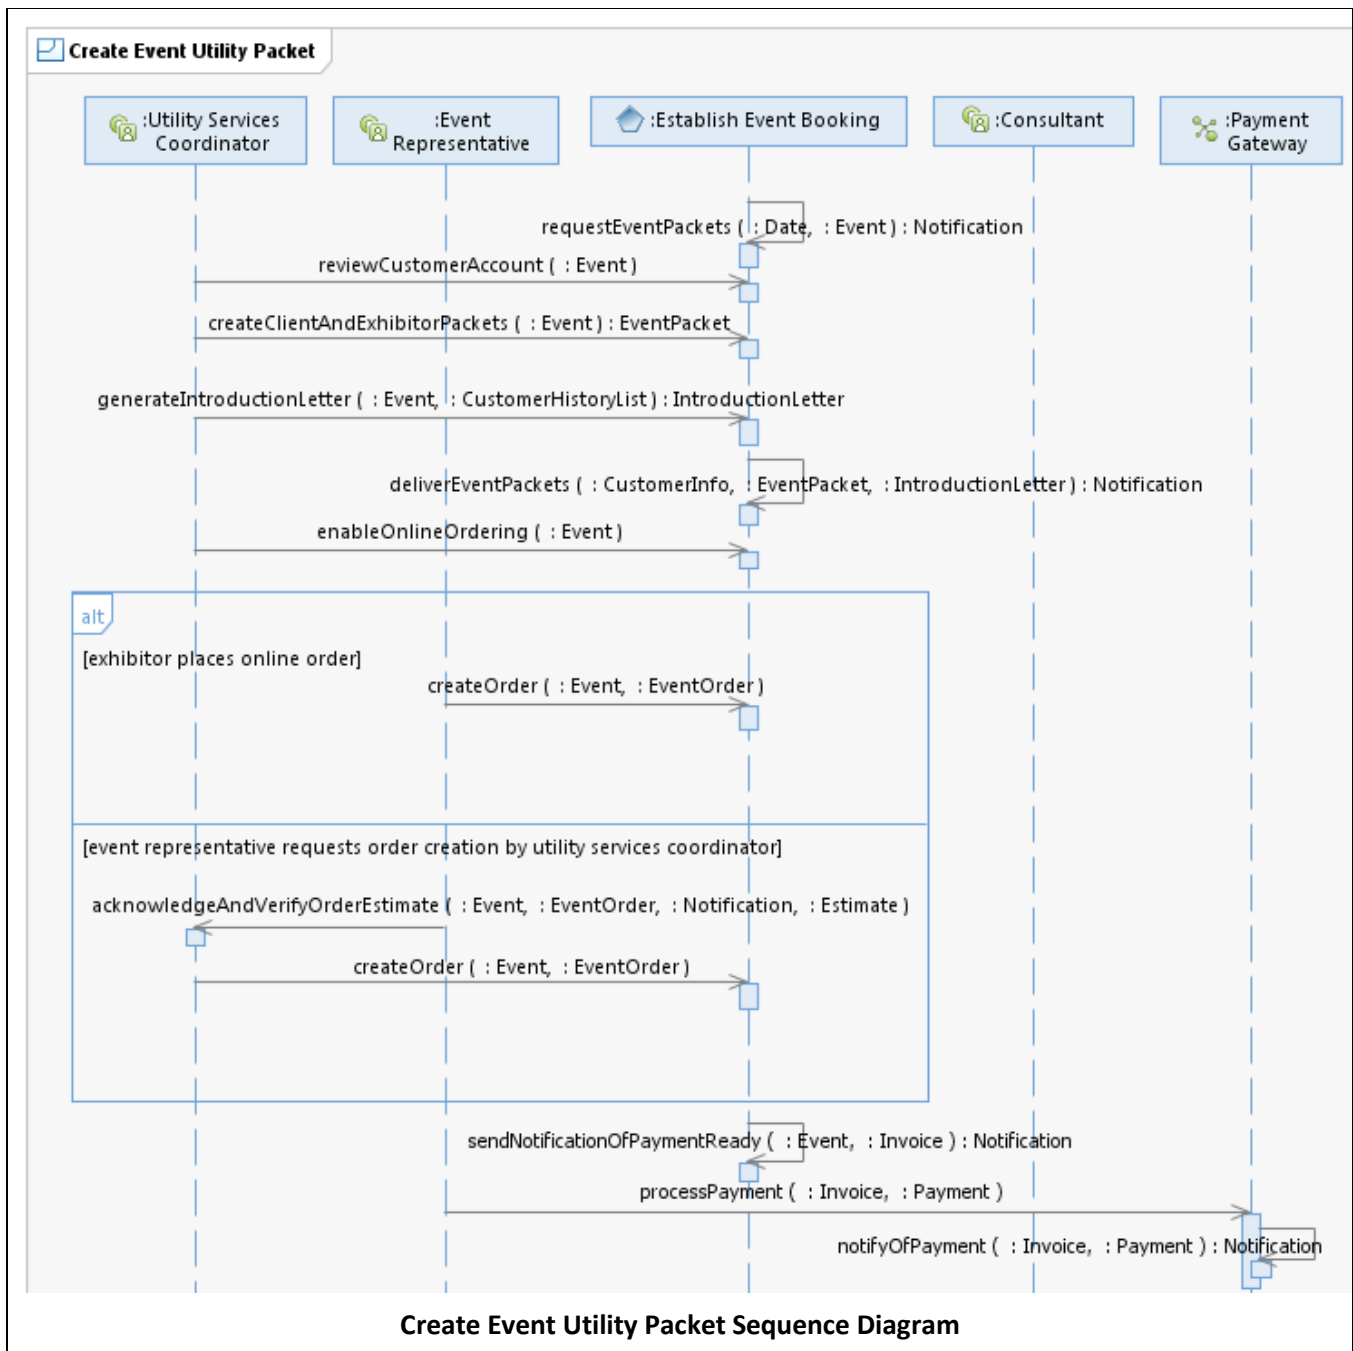 Create Event Utility Packet
:Utility Services
Coordinator
:Event
Representative
:Establish Event Booking
:Consultant
:Payment
Gateway
requestEventPackets ( : Date, : Event ) : Notification
reviewCustomerAccount ( : Event )
createClientAndExhibitorPackets ( : Event ) : EventPacket
generateIntroductionLetter ( : Event, : CustomerHistoryList ) : IntroductionLetter
deliverEventPackets ( : CustomerInfo, : EventPacket, : IntroductionLetter ) : Notification
enableOnlineOrdering ( : Event )
alt
[exhibitor places online order]
createOrder ( : Event, : EventOrder )
[event representative requests order creation by utility services coordinator]
acknowledgeAndVerifyOrderEstimate ( : Event, : EventOrder, : Notification, : Estimate )
createOrder ( : Event, : EventOrder )
sendNotificationOfPaymentReady ( : Event, : Invoice ) : Notification
processPayment ( : Invoice, : Payment )
notifyOfPayment ( : Invoice, : Payment ) : Notification
Create Event Utility Packet Sequence Diagram